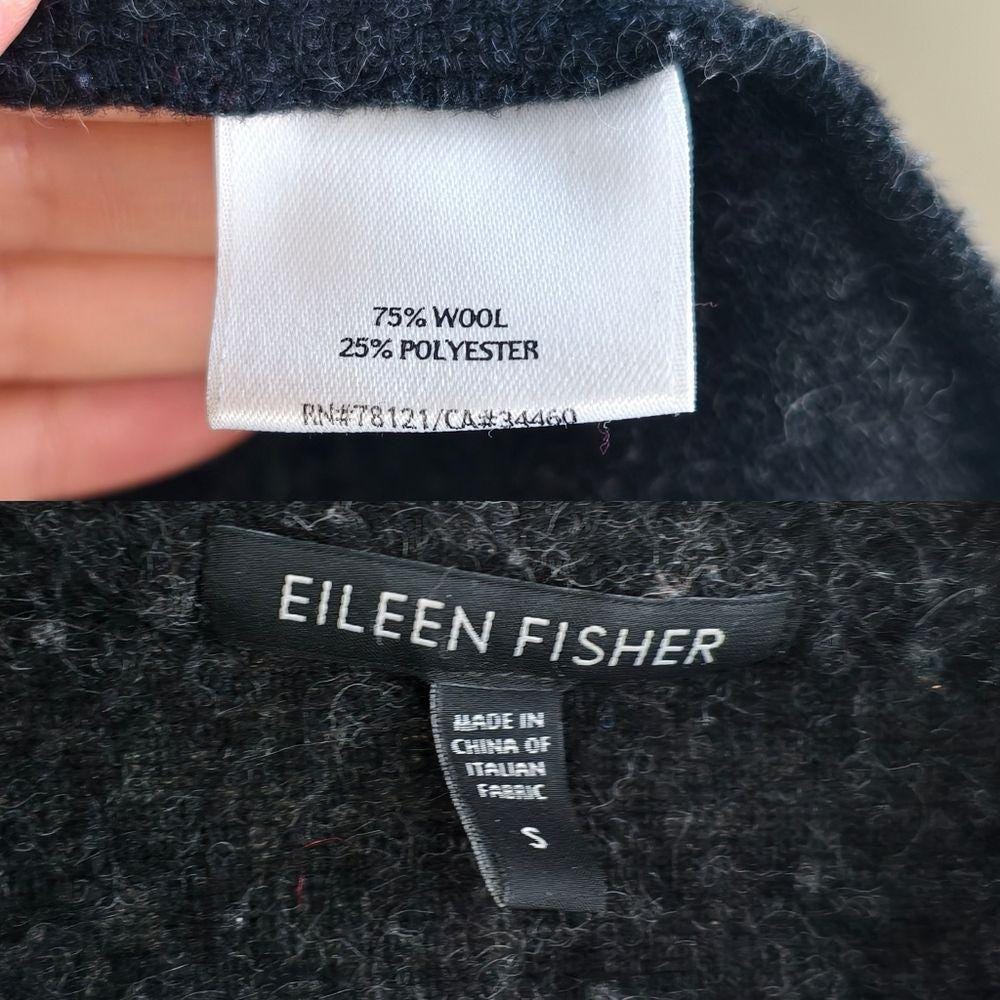 75% WOOL
25% POLYESTER
RN#78121/CA#34460
EILEEN FISHER
MADE IN
CHINA OF
ITALIAN
FABRIC
S